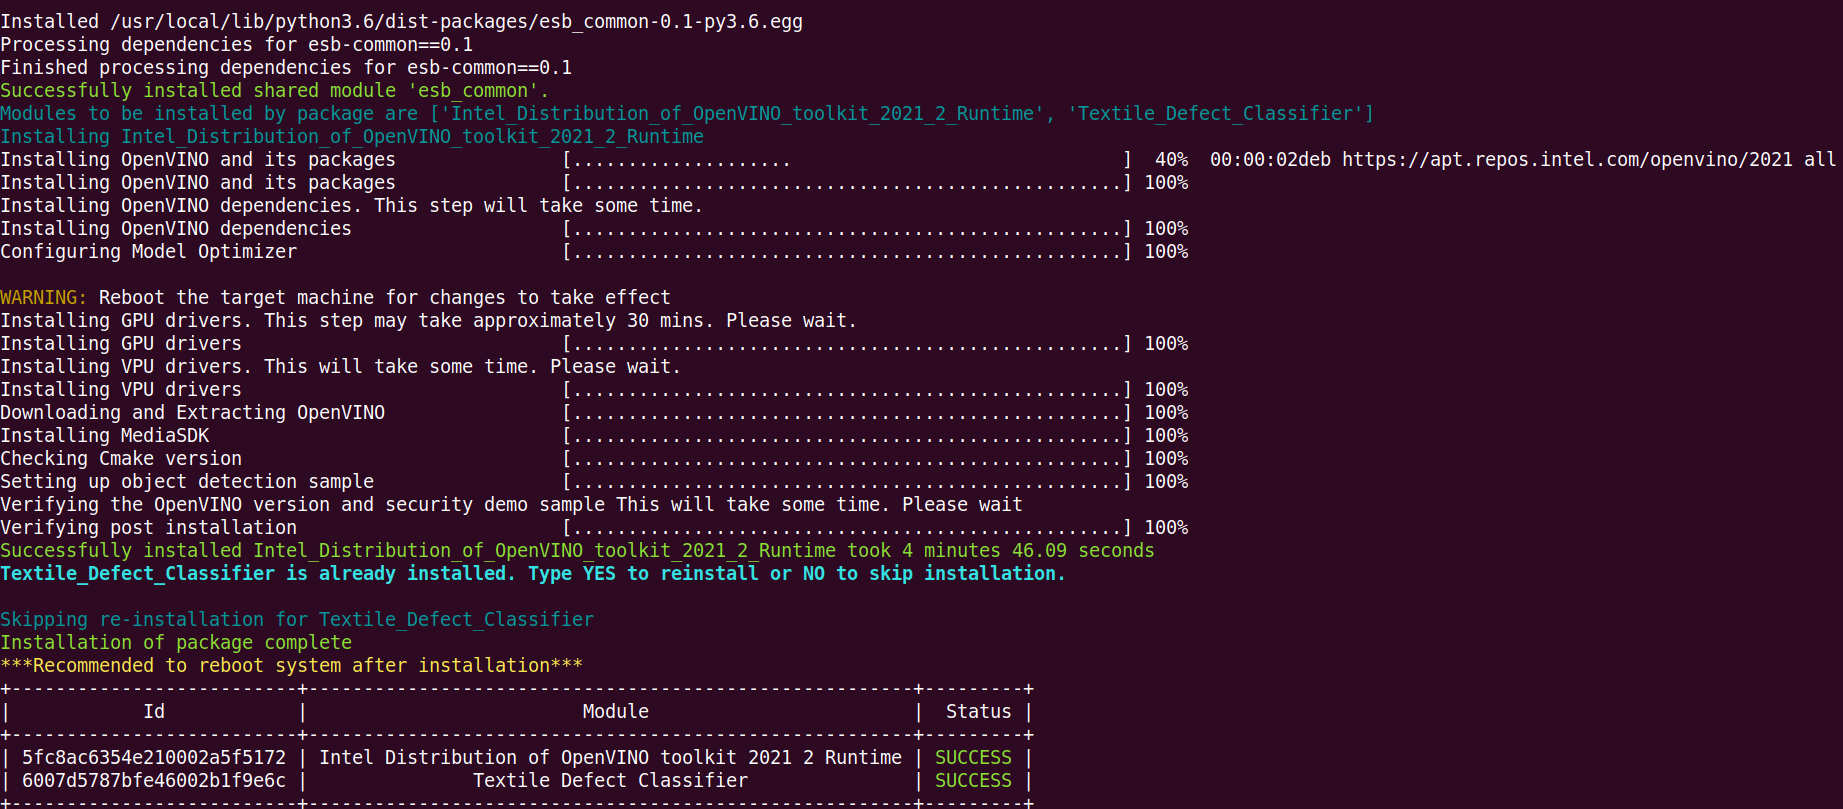 Installed /usr/local/lib/python3.6/dist-packages/esb_common-0.1-py3.6.egg
Processing dependencies for esb-common==0.1
Finished processing dependencies for esb-common==0.1
Successfully installed shared module 'esb_common'.
Modules to be installed by package are ['Intel_Distribution_of_OpenVINO_toolkit_2021_2_Runtime', 'Textile_Defect_Classifier']
Installing Intel_Distribution_of_OpenVINO_toolkit_2021_2_Runtime
Installing OpenVINO and its packages               [....................                              ]  40%  00:00:02deb https://apt.repos.intel.com/openvino/2021 all
Installing OpenVINO and its packages               [..................................................] 100%
Installing OpenVINO dependencies. This step will take some time.
Installing OpenVINO dependencies                   [..................................................] 100%
Configuring Model Optimizer                        [..................................................] 100%

WARNING: Reboot the target machine for changes to take effect
Installing GPU drivers. This step may take approximately 30 mins. Please wait.
Installing GPU drivers                             [..................................................] 100%
Installing VPU drivers. This will take some time. Please wait.
Installing VPU drivers                             [..................................................] 100%
Downloading and Extracting OpenVINO                [..................................................] 100%
Installing MediaSDK                                [..................................................] 100%
Checking Cmake version                             [..................................................] 100%
Setting up object detection sample                 [..................................................] 100%
Verifying the OpenVINO version and security demo sample This will take some time. Please wait
Verifying post installation                        [..................................................] 100%
Successfully installed Intel_Distribution_of_OpenVINO_toolkit_2021_2_Runtime took 4 minutes 46.09 seconds
Textile_Defect_Classifier is already installed. Type YES to reinstall or NO to skip installation.

Skipping re-installation for Textile_Defect_Classifier
Installation of package complete
***Recommended to reboot system after installation***
+--------------------------+-------------------------------------------------------+---------+
|            Id            |                         Module                        |  Status |
+--------------------------+-------------------------------------------------------+---------+
| 5fc8ac6354e210002a5f5172 | Intel Distribution of OpenVINO toolkit 2021 2 Runtime | SUCCESS |
| 6007d5787bfe46002b1f9e6c |               Textile Defect Classifier               | SUCCESS |
+--------------------------+-------------------------------------------------------+---------+